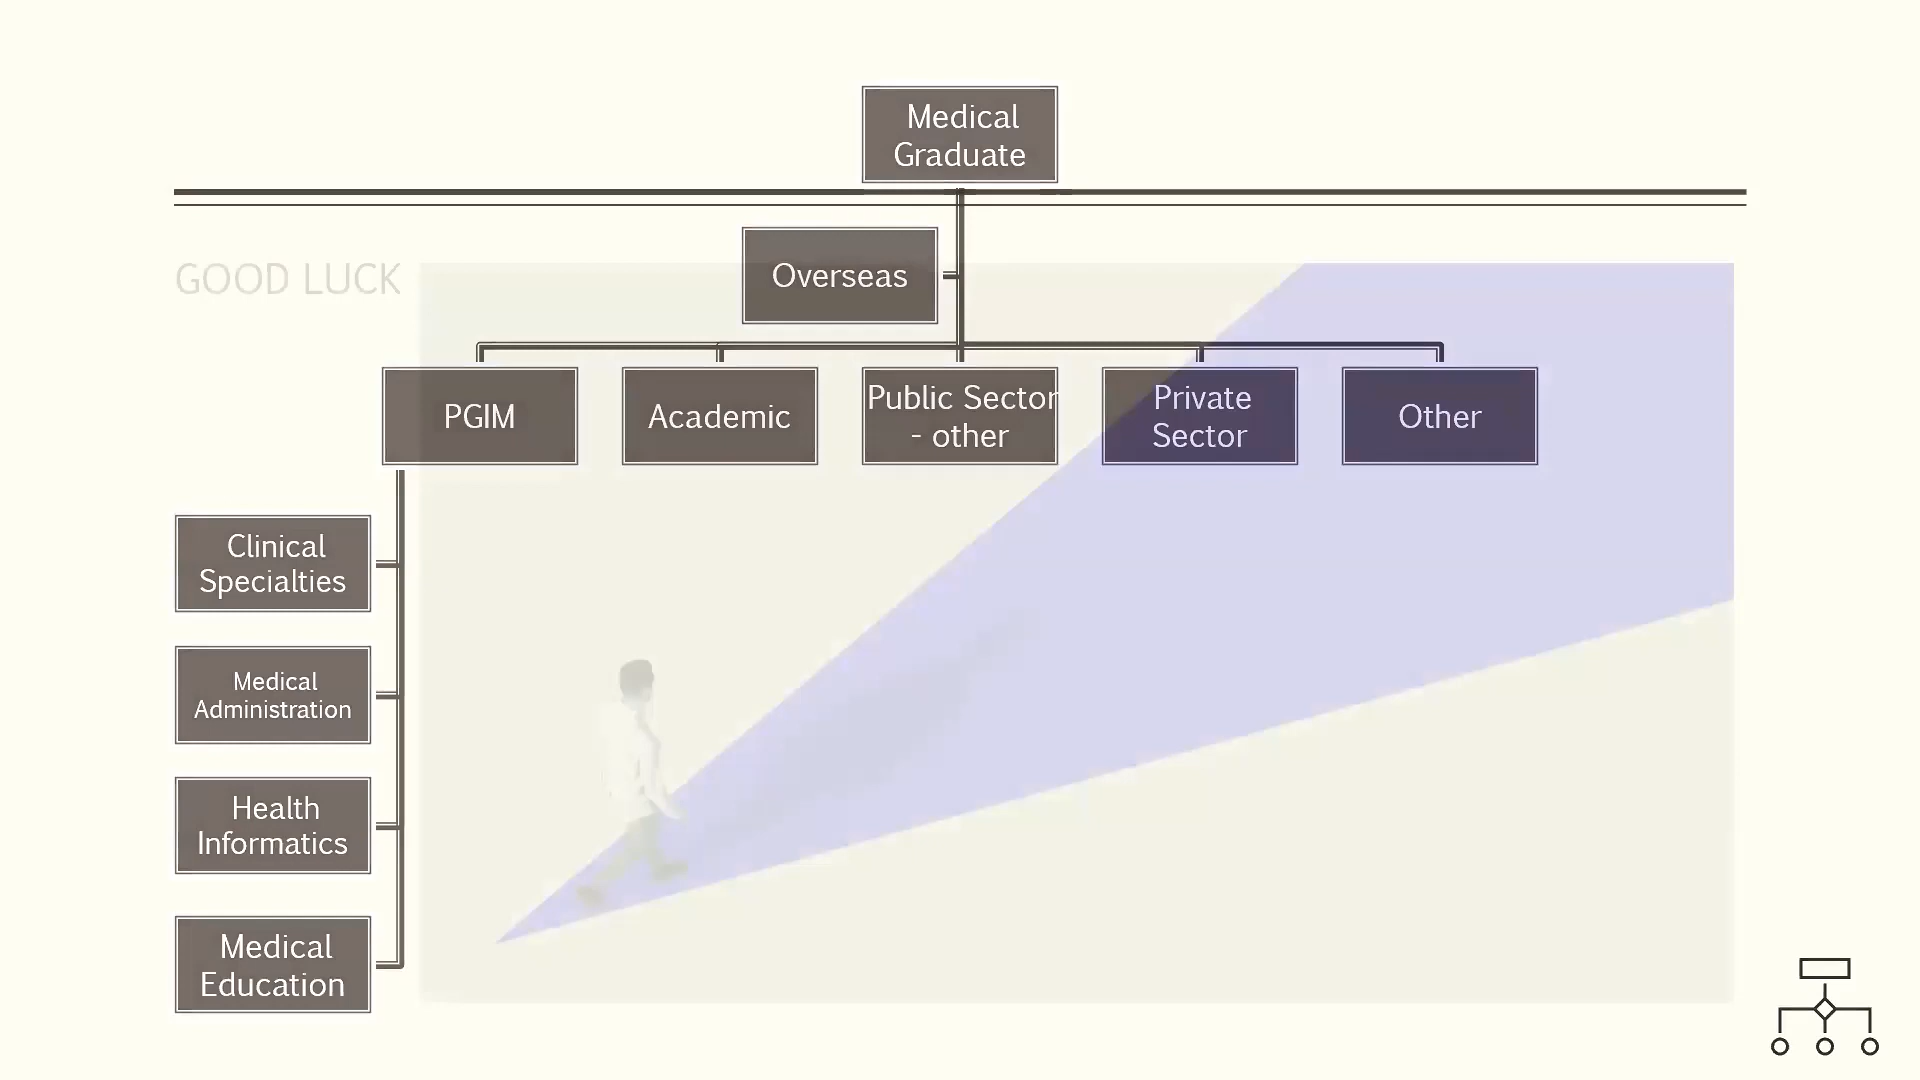 Medical
Graduate
GOOD LUCK
Overseas
PGIM
Academic
Public Sector
- other
Private
Sector
Other
Clinical
Specialties
Medical
Administration
Health
Informatics
Medical
Education